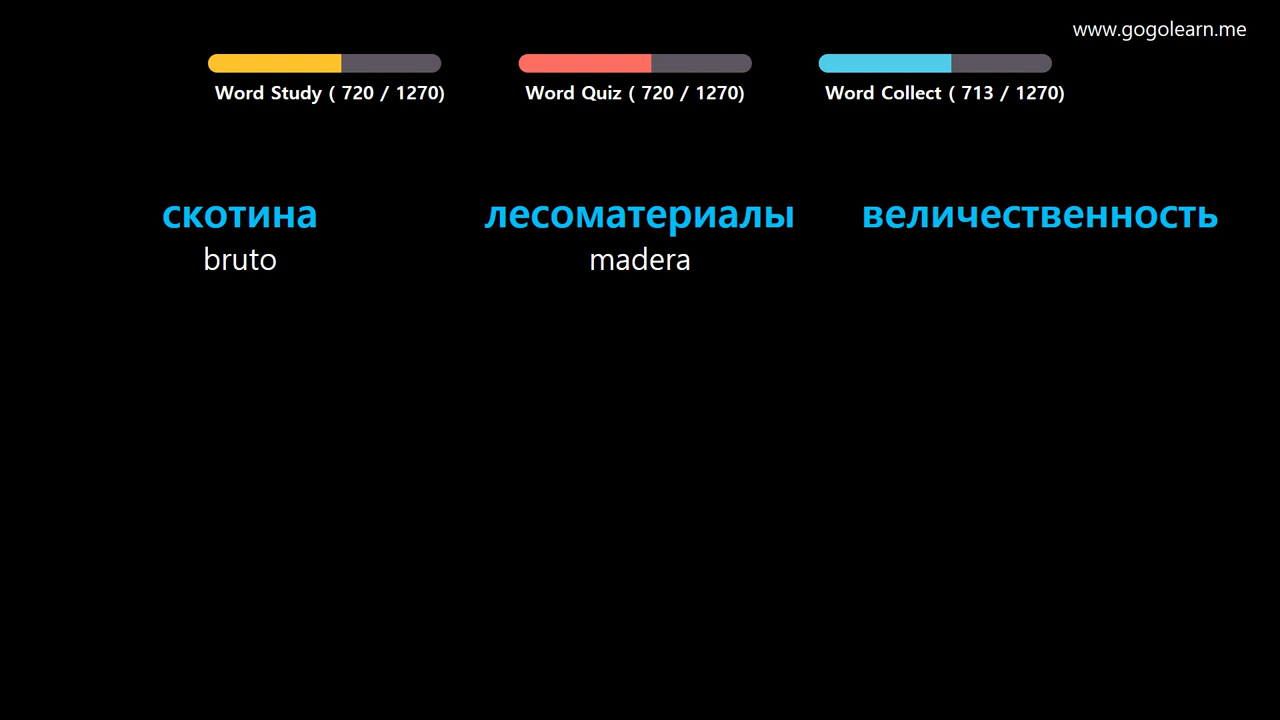 www.gogolearn.me
Word Study ( 720 / 1270)
Word Quiz ( 720 / 1270)
Word Collect ( 713 / 1270)
скотина
bruto
лесоматериалы
madera
величественность